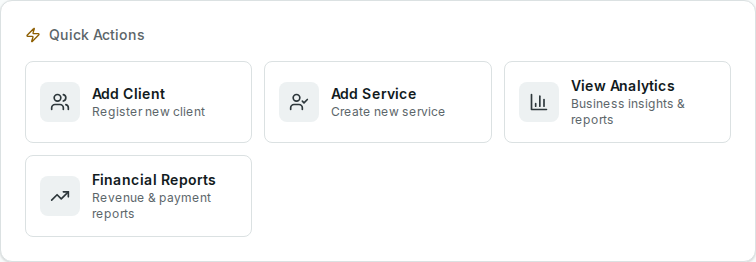 Quick Actions
Add Client
Register new client
Add Service
Create new service
View Analytics
Business insights &
reports
Financial Reports
Revenue & payment
reports